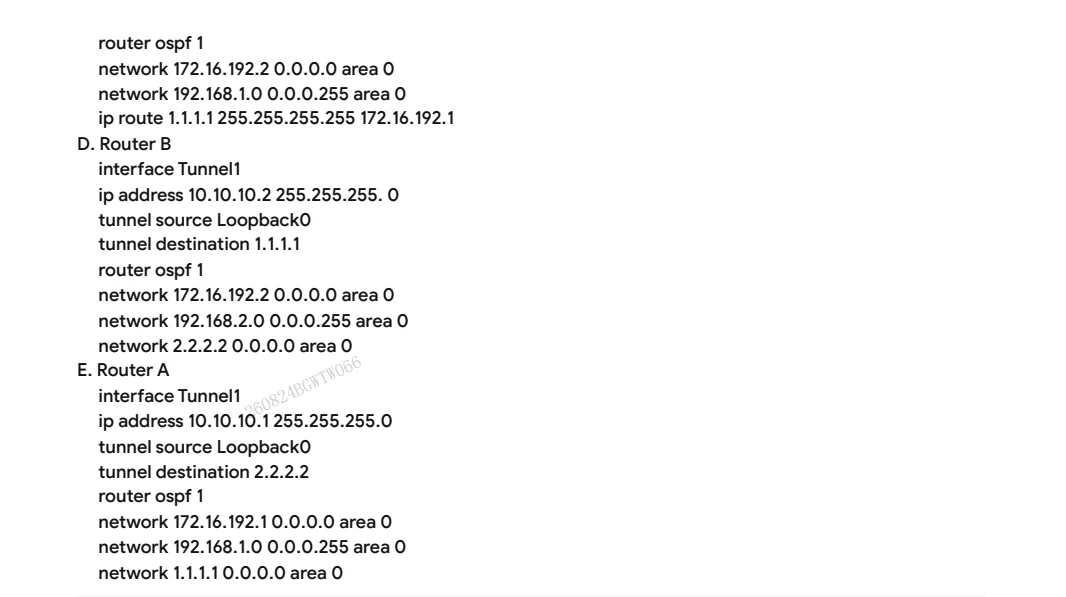 router ospf 1
network 172.16.192.2 0.0.0.0 area 0
network 192.168.1.0 0.0.0.255 area 0
ip route 1.1.1.1 255.255.255.255 172.16.192.1
D. Router B
interface Tunnel1
ip address 10.10.10.2 255.255.255. 0
tunnel source Loopback0
tunnel destination 1.1.1.1
router ospf 1
network 172.16.192.2 0.0.0.0 area 0
network 192.168.2.0 0.0.0.255 area 0
network 2.2.2.2 0.0.0.0 area 0
E. Router A
260824BGWTW066
interface Tunnel1
ip address 10.10.10.1 255.255.255.0
tunnel source Loopback0
tunnel destination 2.2.2.2
router ospf 1
network 172.16.192.1 0.0.0.0 area 0
network 192.168.1.0 0.0.0.255 area 0
network 1.1.1.1 0.0.0.0 area 0